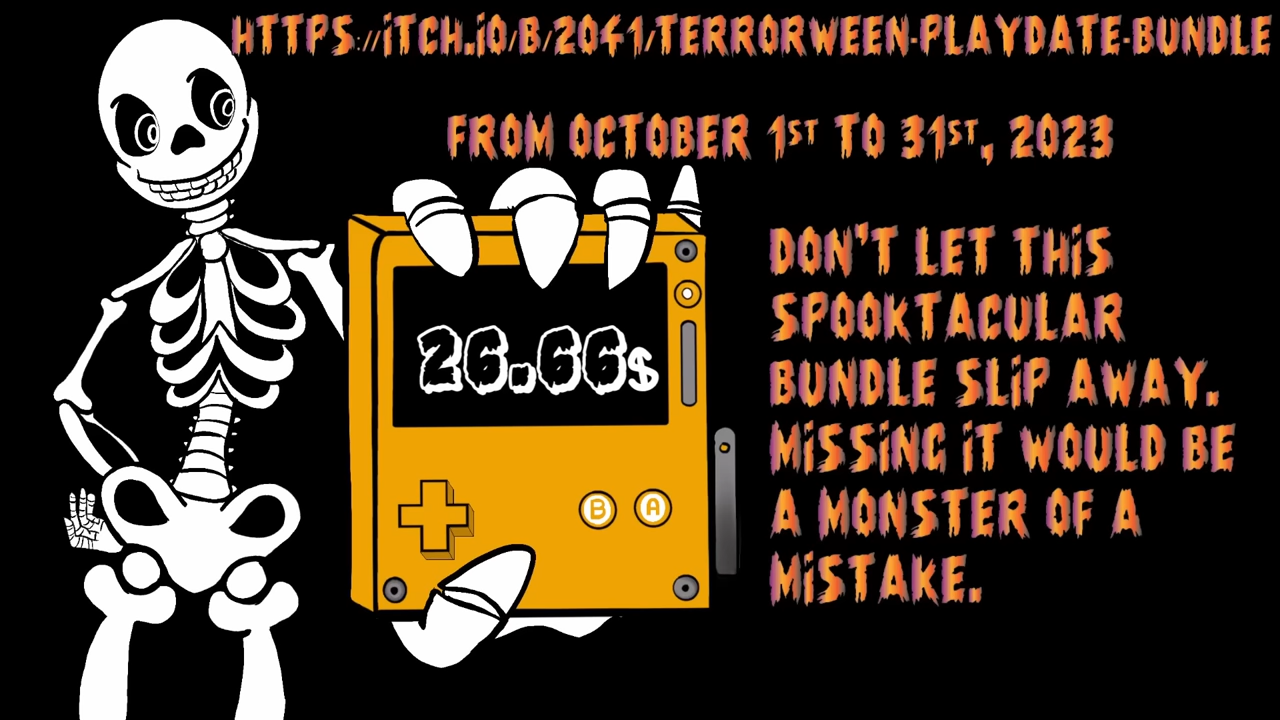 HTTPS://ITCH.IO/B/2041/TERRORWEEN-PLAYDATE-BUNDLE
FROM OCTOBER 1ST TO 31ST, 2023
DON'T LET THIS
SPOOKTACULAR
BUNDLE SLIP AWAY.
MISSING IT WOULD BE
A MONSTER OF A
MISTAKE.
26.66$
B A